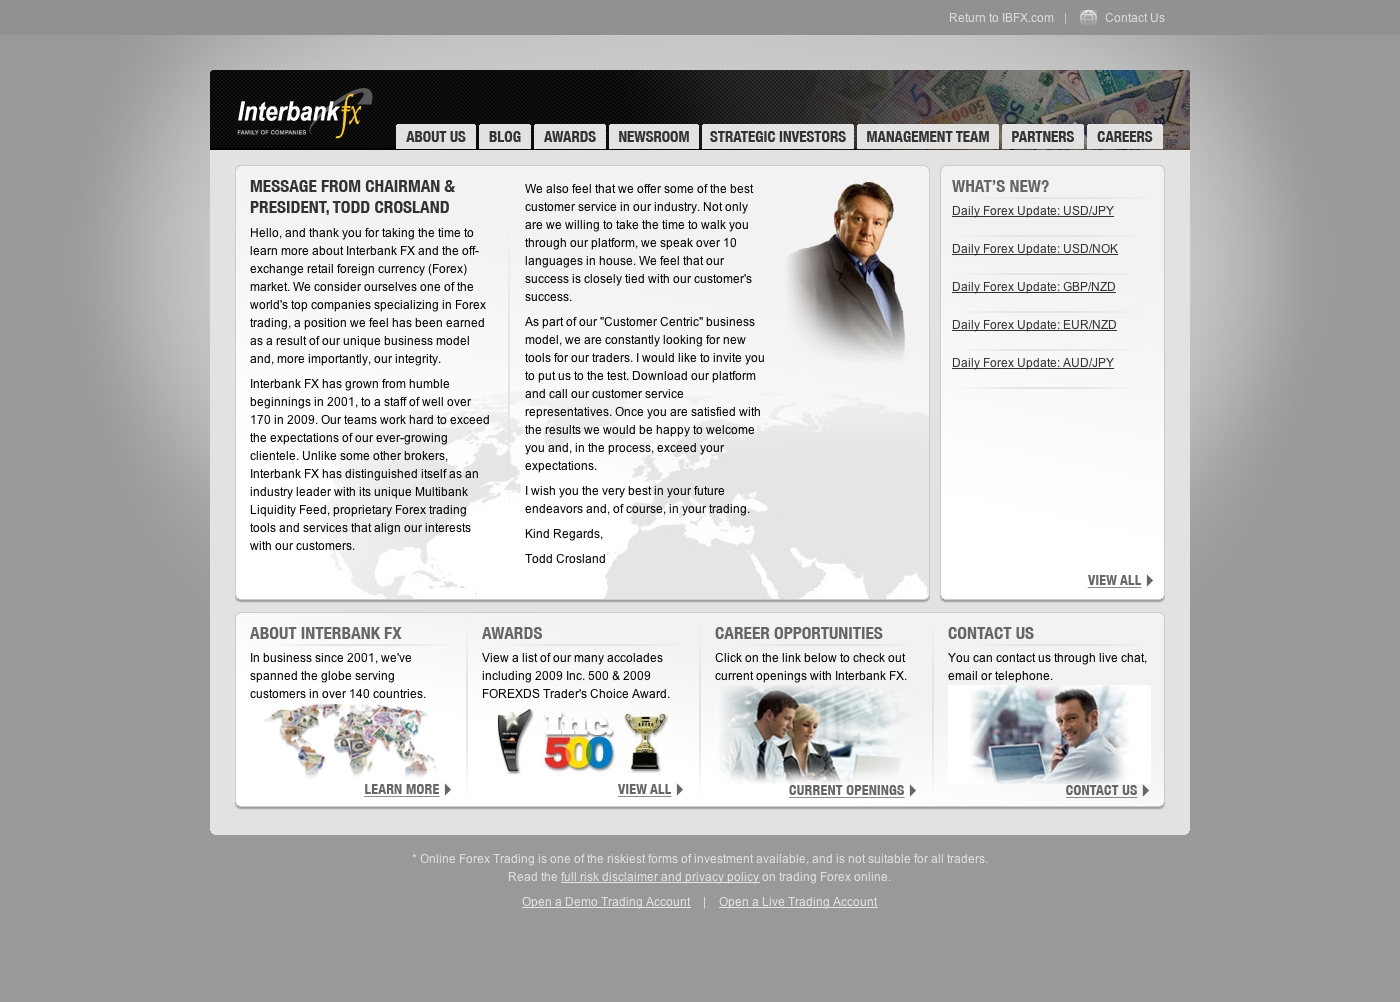 Return to IBFX.com | Contact Us
Interbankfx
FAMILY OF COMPANIES
ABOUT US BLOG AWARDS NEWSROOM STRATEGIC INVESTORS MANAGEMENT TEAM PARTNERS CAREERS
MESSAGE FROM CHAIRMAN &
PRESIDENT, TODD CROSLAND
Hello, and thank you for taking the time to
learn more about Interbank FX and the off-
exchange retail foreign currency (Forex)
market. We consider ourselves one of the
world's top companies specializing in Forex
trading, a position we feel has been earned
as a result of our unique business model
and, more importantly, our integrity.
Interbank FX has grown from humble
beginnings in 2001, to a staff of well over
170 in 2009. Our teams work hard to exceed
the expectations of our ever-growing
clientele. Unlike some other brokers,
Interbank FX has distinguished itself as an
industry leader with its unique Multibank
Liquidity Feed, proprietary Forex trading
tools and services that align our interests
with our customers.
We also feel that we offer some of the best
customer service in our industry. Not only
are we willing to take the time to walk you
through our platform, we speak over 10
languages in house. We feel that our
success is closely tied with our customer's
success.
As part of our "Customer Centric" business
model, we are constantly looking for new
tools for our traders. I would like to invite you
to put us to the test. Download our platform
and call our customer service
representatives. Once you are satisfied with
the results we would be happy to welcome
you and, in the process, exceed your
expectations.
I wish you the very best in your future
endeavors and, of course, in your trading.
Kind Regards,
Todd Crosland
WHAT'S NEW?
Daily Forex Update: USD/JPY
Daily Forex Update: USD/NOK
Daily Forex Update: GBP/NZD
Daily Forex Update: EUR/NZD
Daily Forex Update: AUD/JPY
VIEW ALL
ABOUT INTERBANK FX
In business since 2001, we've
spanned the globe serving
customers in over 140 countries.
LEARN MORE
AWARDS
View a list of our many accolades
including 2009 Inc. 500 & 2009
FOREXDS Trader's Choice Award.
Inc.
500
VIEW ALL
CAREER OPPORTUNITIES
Click on the link below to check out
current openings with Interbank FX.
CURRENT OPENINGS
CONTACT US
You can contact us through live chat,
email or telephone.
CONTACT US
* Online Forex Trading is one of the riskiest forms of investment available, and is not suitable for all traders.
Read the full risk disclaimer and privacy policy on trading Forex online.
Open a Demo Trading Account | Open a Live Trading Account